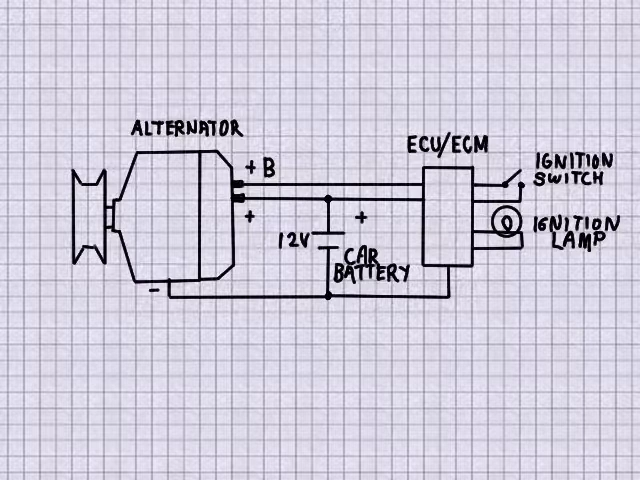 ALTERNATOR
ECU/ECM
+ B
IGNITION
SWITCH
+
+
12V
CAR
BATTERY
IGNITION
LAMP
-